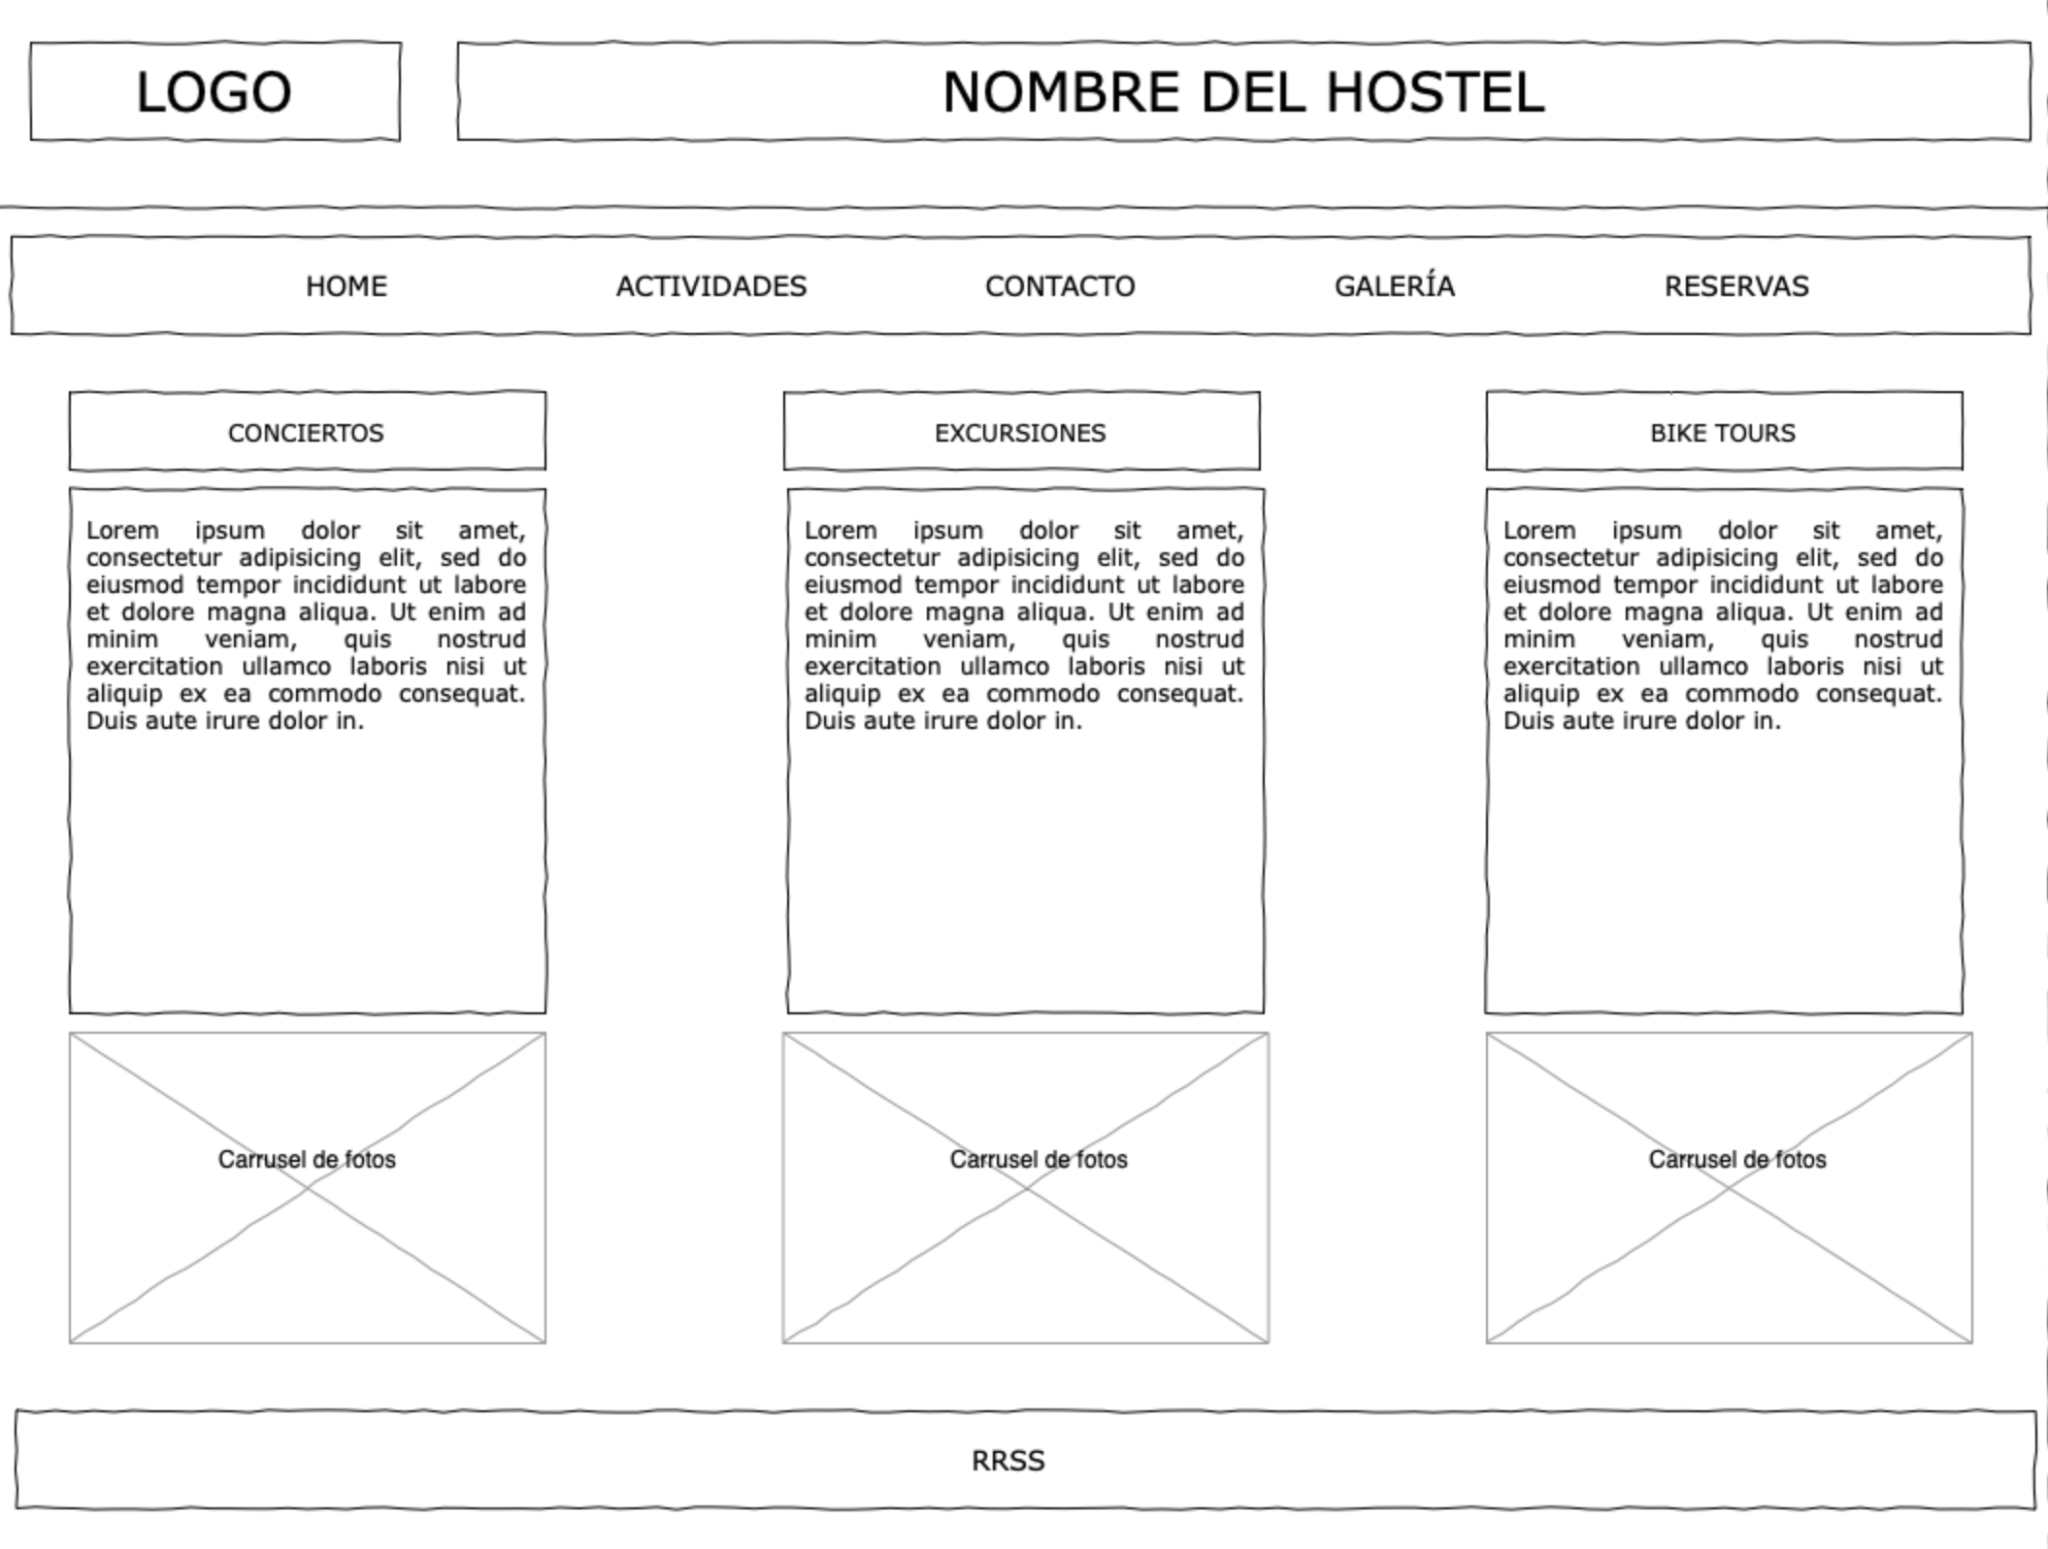 LOGO
NOMBRE DEL HOSTEL
HOME
ACTIVIDADES
CONTACTO
GALERÍA
RESERVAS
CONCIERTOS
Lorem ipsum dolor sit amet,
consectetur adipisicing elit, sed do
eiusmod tempor incididunt ut labore
et dolore magna aliqua. Ut enim ad
minim veniam, quis nostrud
exercitation ullamco laboris nisi ut
aliquip ex ea commodo consequat.
Duis aute irure dolor in.
Carrusel de fotos
EXCURSIONES
Lorem ipsum dolor sit amet,
consectetur adipisicing elit, sed do
eiusmod tempor incididunt ut labore
et dolore magna aliqua. Ut enim ad
minim veniam, quis nostrud
exercitation ullamco laboris nisi ut
aliquip ex ea commodo consequat.
Duis aute irure dolor in.
Carrusel de fotos
BIKE TOURS
Lorem ipsum dolor sit amet,
consectetur adipisicing elit, sed do
eiusmod tempor incididunt ut labore
et dolore magna aliqua. Ut enim ad
minim veniam, quis nostrud
exercitation ullamco laboris nisi ut
aliquip ex ea commodo consequat.
Duis aute irure dolor in.
Carrusel de fotos
RRSS